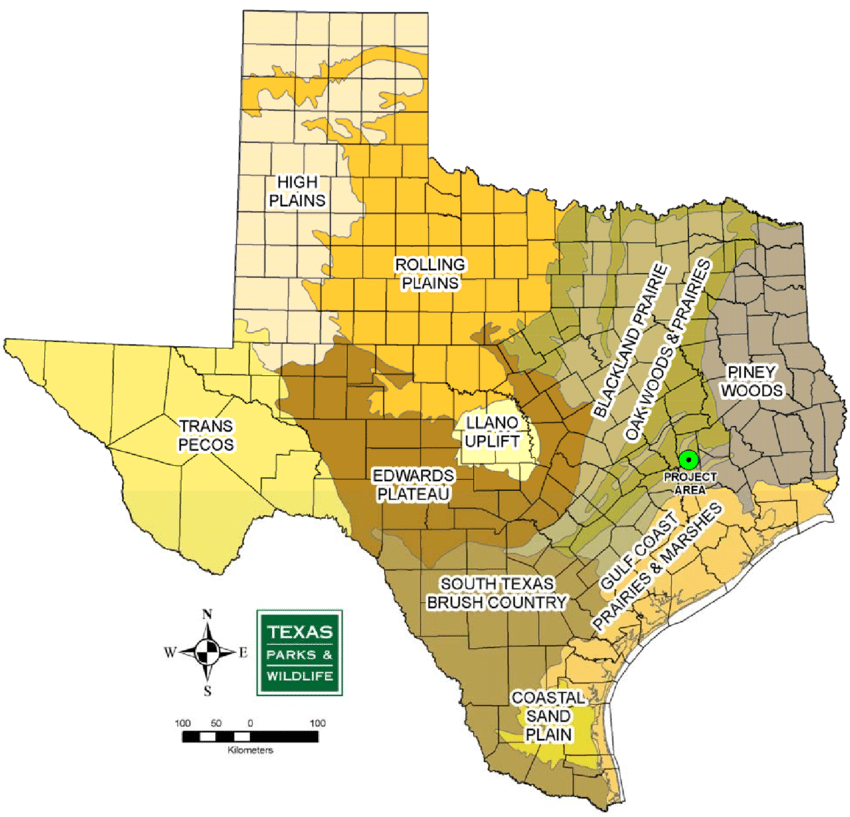 HIGH
PLAINS
ROLLING
PLAINS
BLACKLAND PRAIRIE
OAK WOODS & PRAIRIES
PINEY
WOODS
TRANS
PECOS
LLANO
UPLIFT
EDWARDS
PLATEAU
PROJECT
AREA
GULF COAST
PRAIRIES & MARSHES
SOUTH TEXAS
BRUSH COUNTRY
COASTAL
SAND
PLAIN
N
W
E
S
TEXAS
PARKS &
WILDLIFE
100 50 0 100
Kilometers